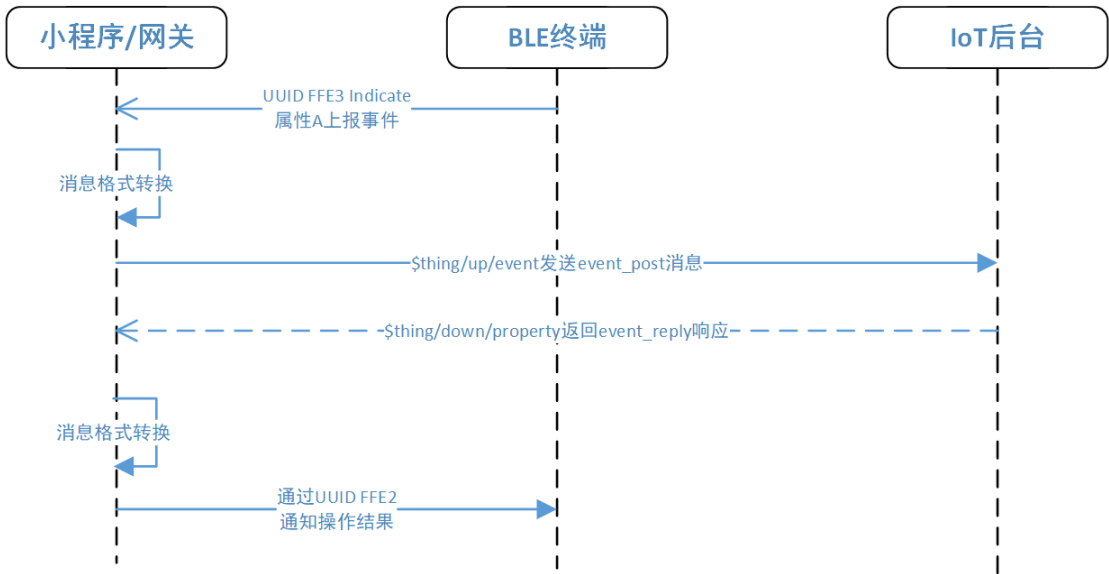 小程序/网关
BLE终端
IoT后台
UUID FFE3 Indicate
属性A上报事件
消息格式转换
$thing/up/event发送event_post消息
$thing/down/property返回event_reply响应
消息格式转换
通过UUID FFE2
通知操作结果